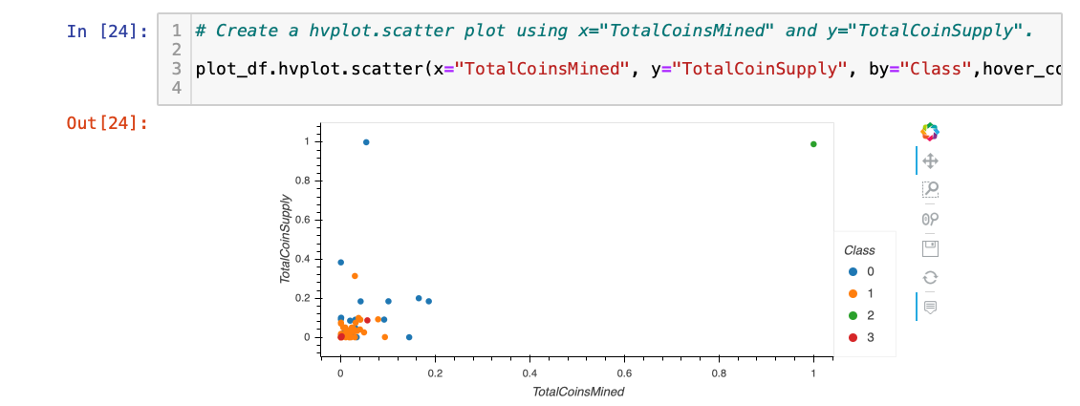 In [24]:
1 # Create a hvplot.scatter plot using x="TotalCoinsMined" and y="TotalCoinSupply".
2
3 plot_df.hvplot.scatter(x="TotalCoinsMined", y="TotalCoinSupply", by="Class",hover_co
4
Out[24]:
1
0.8
0.6
0.4
0.2
0
TotalCoinSupply
Class
0
1
2
3
0 0.2 0.4 0.6 0.8 1
TotalCoinsMined